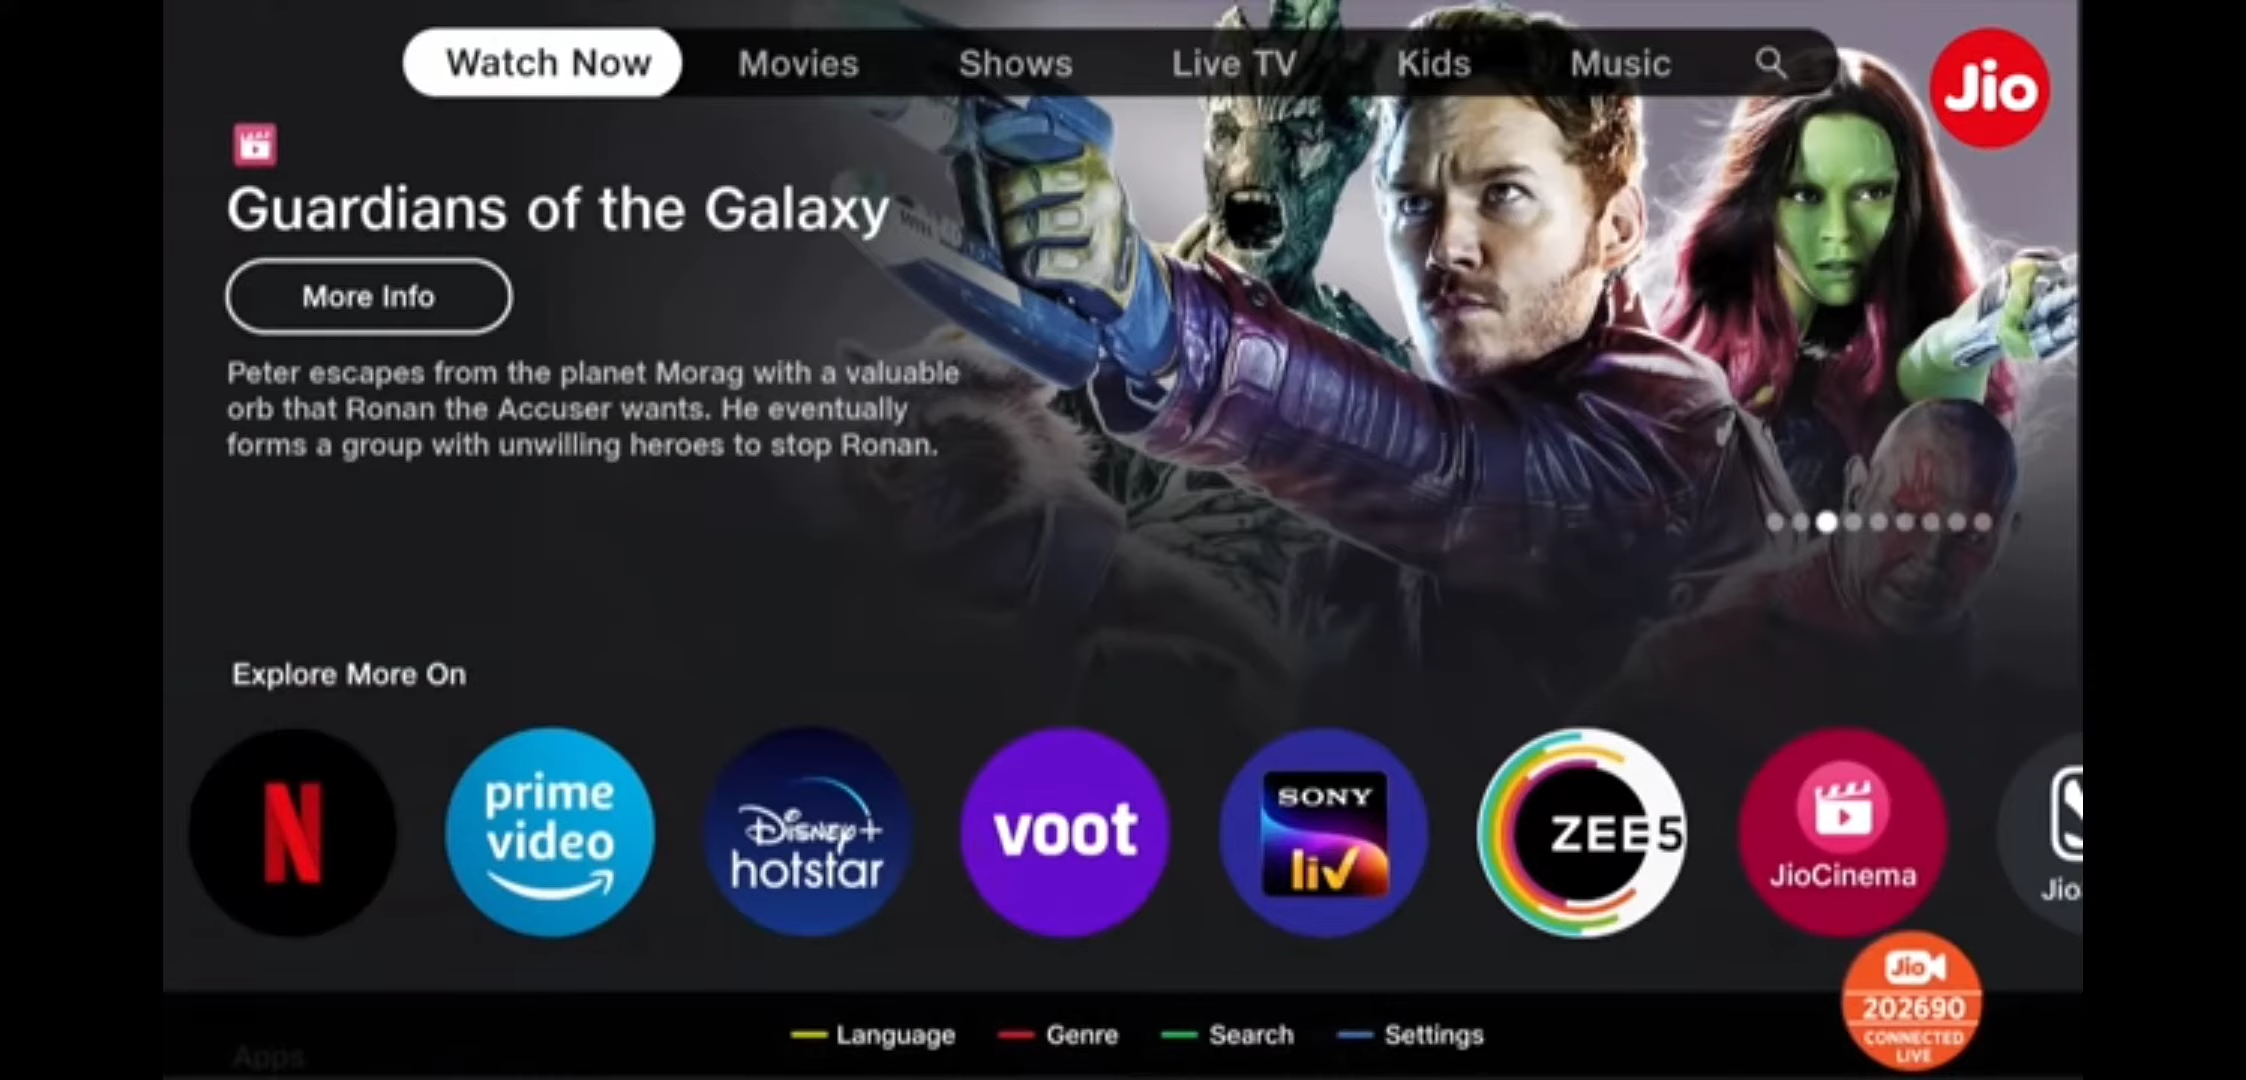 Watch Now
Movies
Shows
Live TV
Kids
Music
Jio
Guardians of the Galaxy
More Info
Peter escapes from the planet Morag with a valuable
orb that Ronan the Accuser wants. He eventually
forms a group with unwilling heroes to stop Ronan.
Explore More On
N
prime
video
Disney+
hotstar
voot
SONY
liv
ZEE5
JioCinema
Jio
Language
Genre
Search
Settings
Apps
Jio
202690
CONNECTED
LIVE